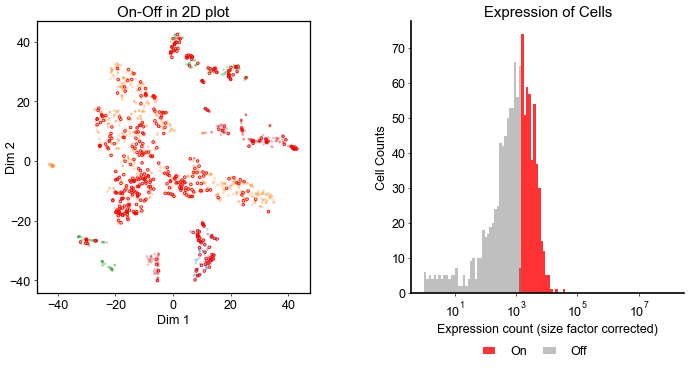 On-Off in 2D plot
40
20
0
−20
−40
Dim 2
−40 −20 0 20 40
Dim 1
Expression of Cells
70
60
50
40
30
20
10
0
Cell Counts
10^1 10^3 10^5 10^7
Expression count (size factor corrected)
On Off